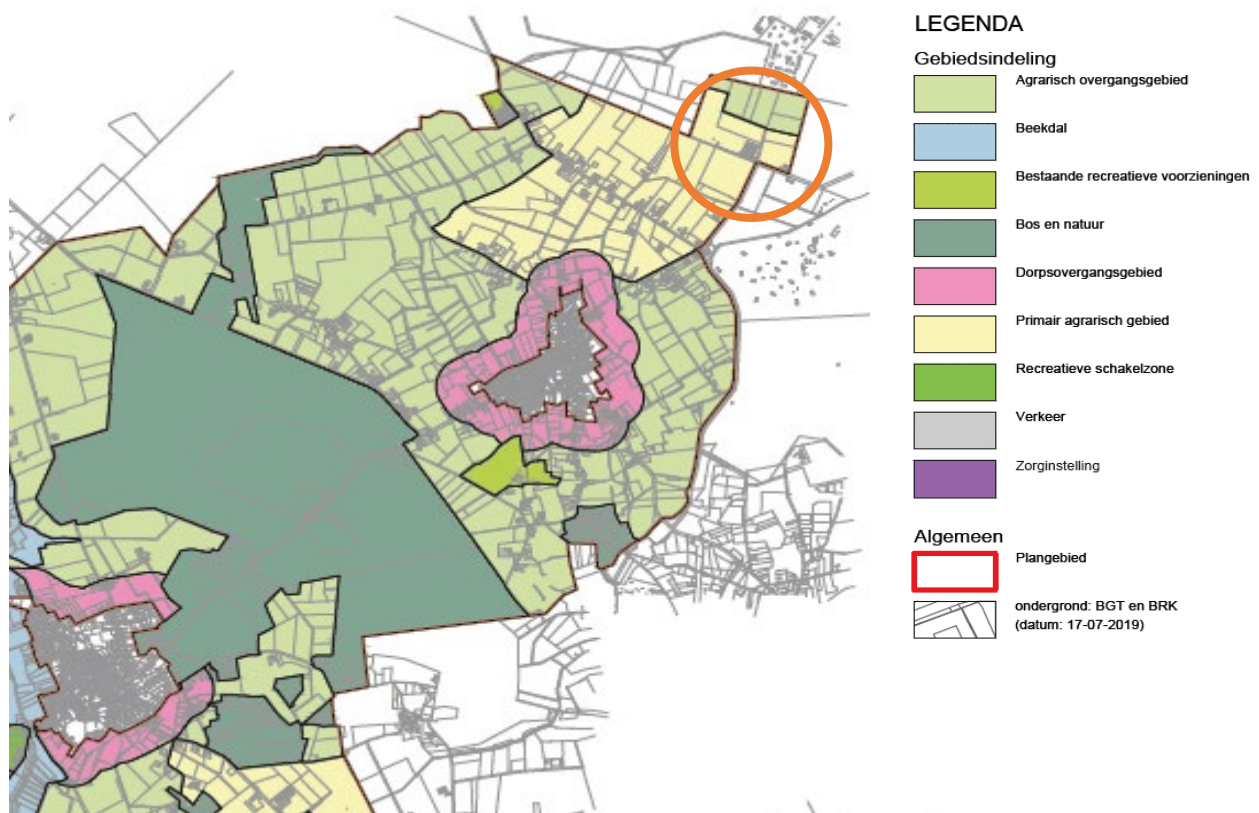 LEGENDA
Gebiedsindeling
Agrarisch overgangsgebied
Beekdal
Bestaande recreatieve voorzieningen
Bos en natuur
Dorpsovergangsgebied
Primair agrarisch gebied
Recreatieve schakelzone
Verkeer
Zorginstelling
Algemeen
Plangebied
ondergrond: BGT en BRK
(datum: 17-07-2019)